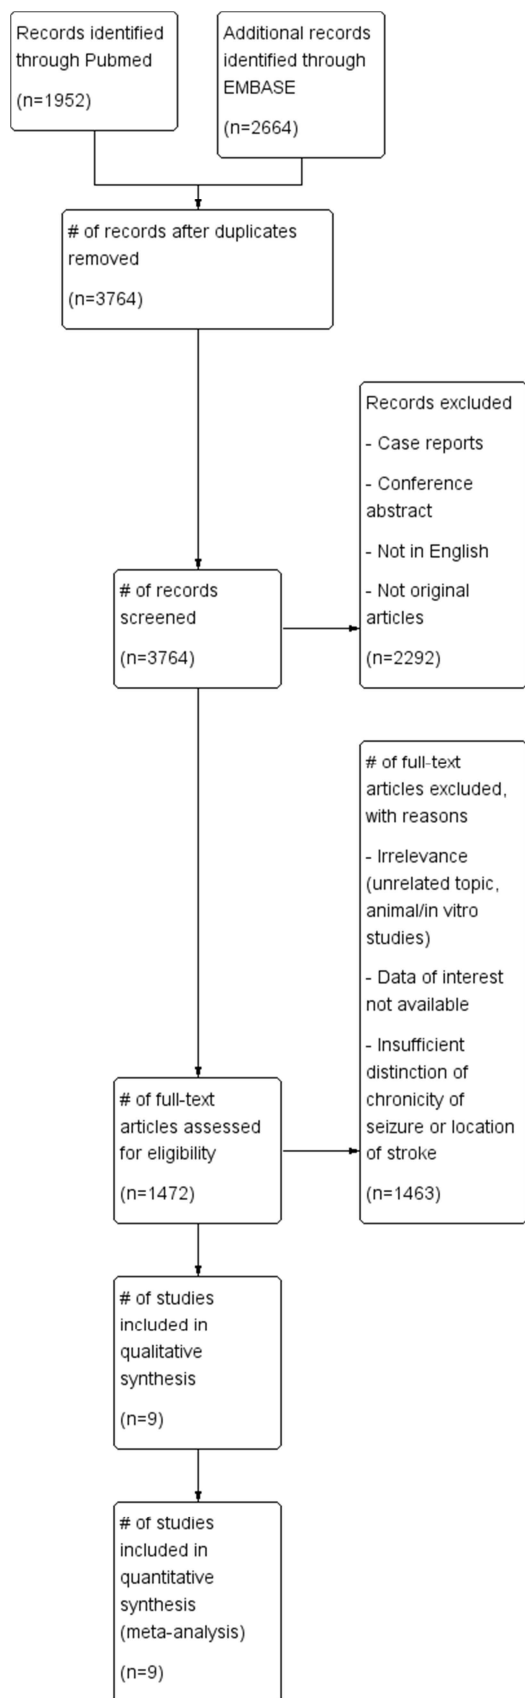 Records identified
through Pubmed
(n=1952)
Additional records
identified through
EMBASE
(n=2664)
# of records after duplicates
removed
(n=3764)
Records excluded
- Case reports
- Conference
abstract
- Not in English
- Not original
articles
(n=2292)
# of records
screened
(n=3764)
# of full-text
articles excluded,
with reasons
- Irrelevance
(unrelated topic,
animal/in vitro
studies)
- Data of interest
not available
- Insufficient
distinction of
chronicity of
seizure or location
of stroke
(n=1463)
# of full-text
articles assessed
for eligibility
(n=1472)
# of studies
included in
qualitative
synthesis
(n=9)
# of studies
included in
quantitative
synthesis
(meta-analysis)
(n=9)